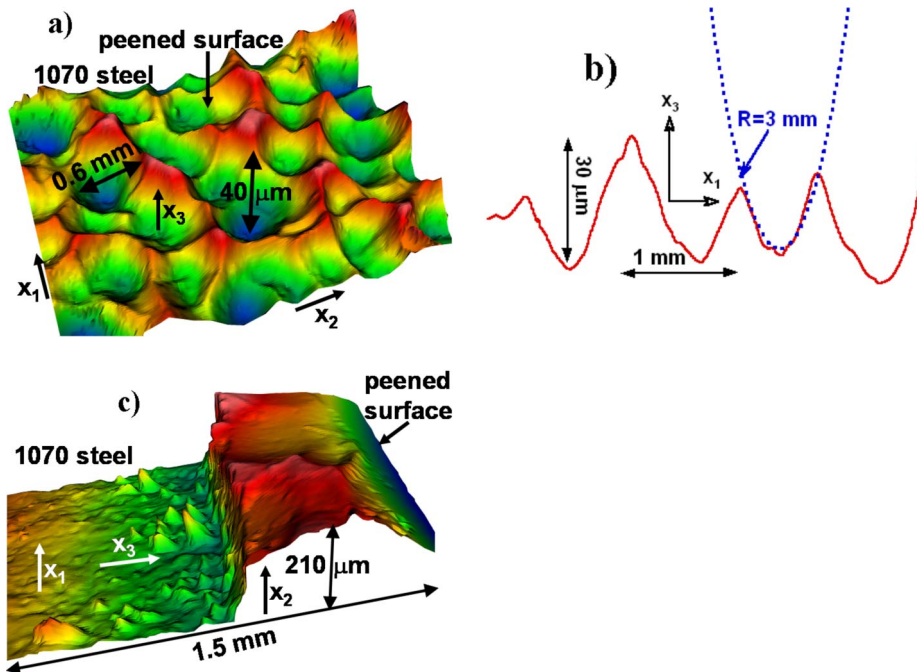 a)
peened surface
1070 steel
0.6 mm
40 μm
x3
x1
x2
b)
x3
R=3 mm
x1
30 μm
1 mm
c)
peened
surface
1070 steel
x3
x1
210 μm
x2
1.5 mm